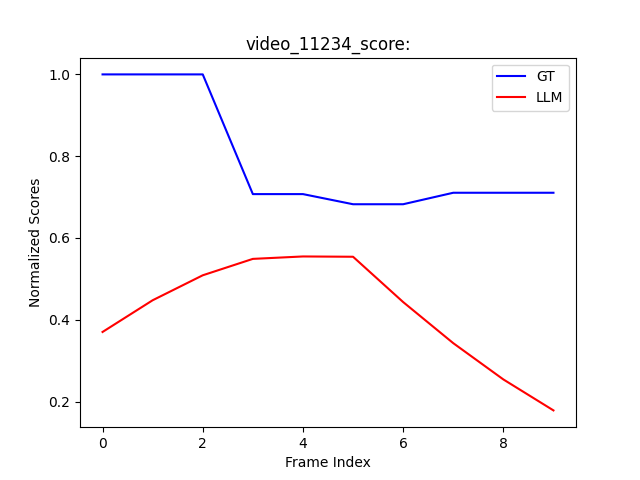 video_11234_score:
GT
LLM
Normalized Scores
1.0
0.8
0.6
0.4
0.2
0 2 4 6 8
Frame Index